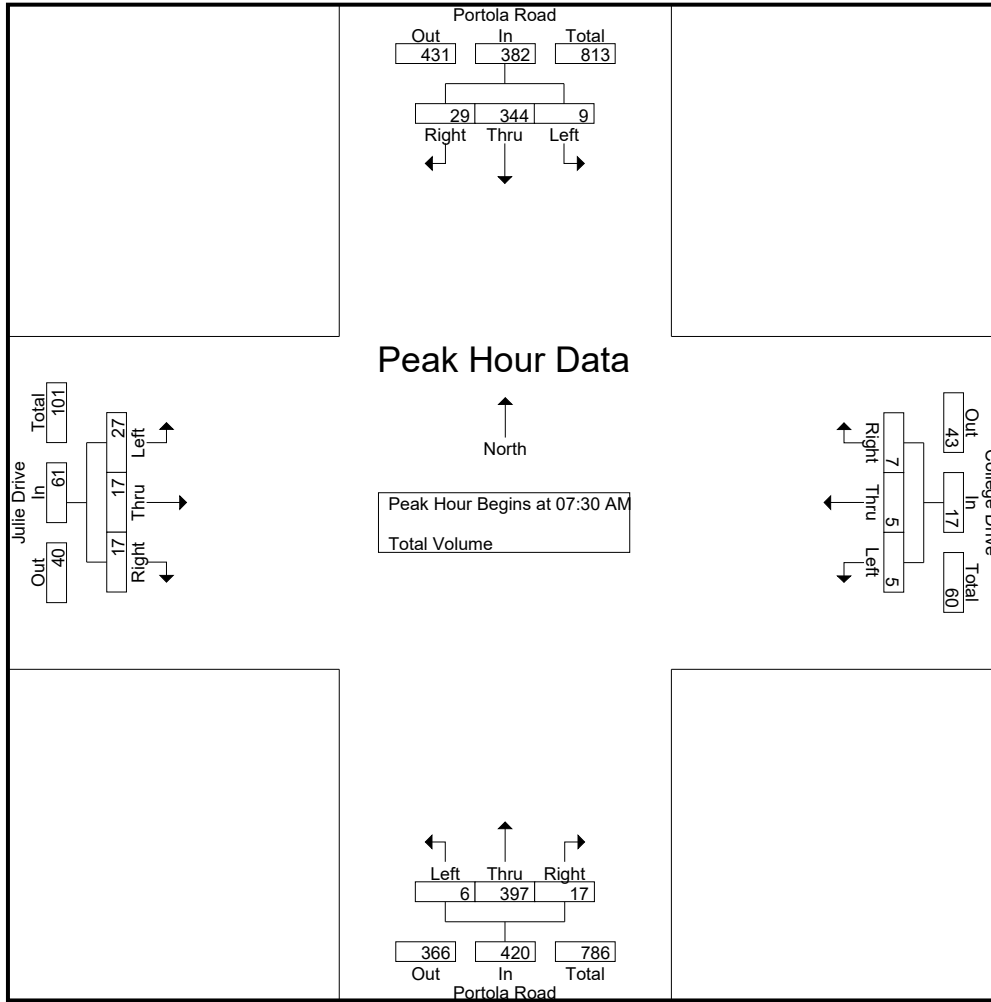 Portola Road
Out In Total
431 382 813
29 344 9
Right Thru Left
Peak Hour Data
North
Peak Hour Begins at 07:30 AM
Total Volume
Julie Drive
Total In Out
101 61 40
27 17 17
Left Thru Right
Right Thru Left
7 5 5
Out In Total
43 17 60
College Drive
Left Thru Right
6 397 17
366 420 786
Out In Total
Portola Road